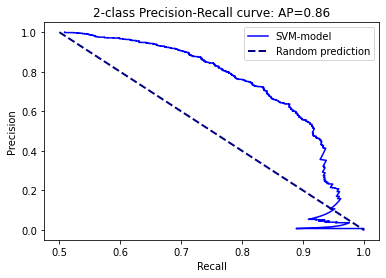 2-class Precision-Recall curve: AP=0.86
SVM-model
Random prediction
Precision
1.0
0.8
0.6
0.4
0.2
0.0
0.5 0.6 0.7 0.8 0.9 1.0
Recall